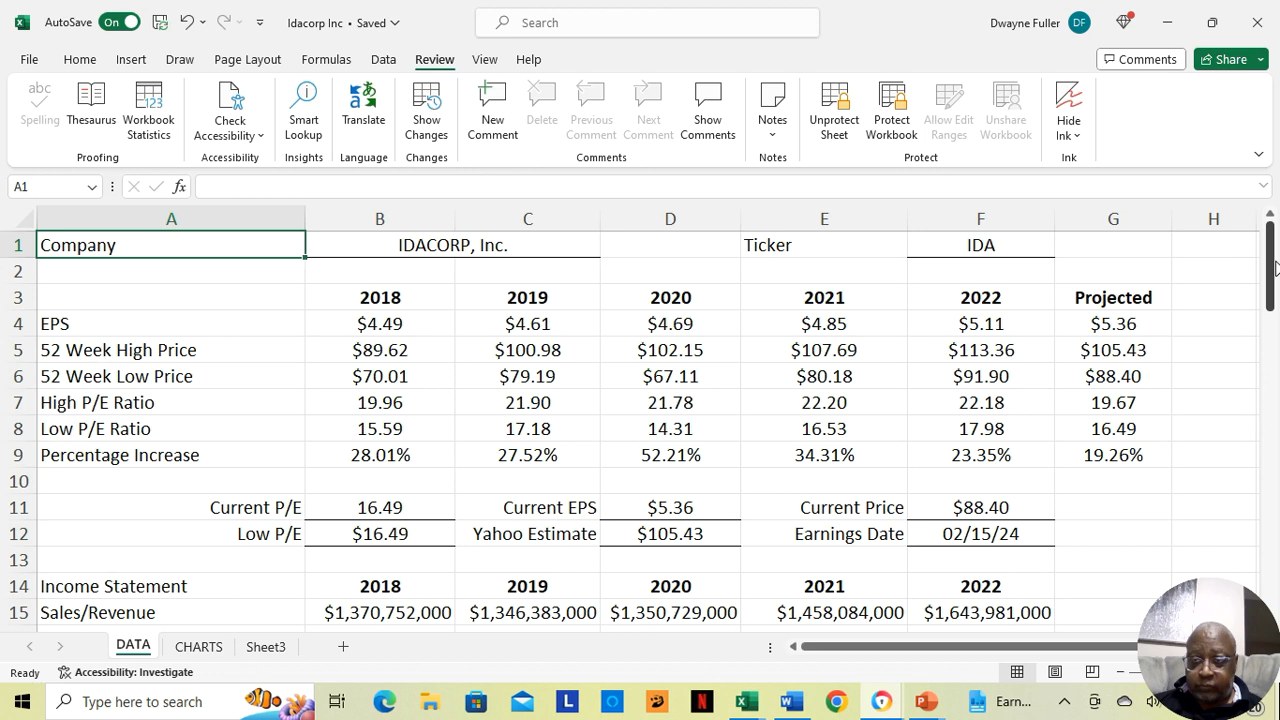 AutoSave On Idacorp Inc • Saved Search Dwayne Fuller DF
File Home Insert Draw Page Layout Formulas Data Review View Help Comments Share
abc 123
Spelling Thesaurus Workbook Statistics Check Accessibility Smart Lookup Translate Show Changes New Comment Delete Previous Comment Next Comment Show Comments Notes Unprotect Sheet Protect Workbook Allow Edit Ranges Unshare Workbook Hide Ink
Proofing Accessibility Insights Language Changes Comments Notes Protect Ink
A1 fx
A B C D E F G H
1 Company IDACORP, Inc. Ticker IDA
2
3 2018 2019 2020 2021 2022 Projected
4 EPS $4.49 $4.61 $4.69 $4.85 $5.11 $5.36
5 52 Week High Price $89.62 $100.98 $102.15 $107.69 $113.36 $105.43
6 52 Week Low Price $70.01 $79.19 $67.11 $80.18 $91.90 $88.40
7 High P/E Ratio 19.96 21.90 21.78 22.20 22.18 19.67
8 Low P/E Ratio 15.59 17.18 14.31 16.53 17.98 16.49
9 Percentage Increase 28.01% 27.52% 52.21% 34.31% 23.35% 19.26%
10
11 Current P/E 16.49 Current EPS $5.36 Current Price $88.40
12 Low P/E $16.49 Yahoo Estimate $105.43 Earnings Date 02/15/24
13
14 Income Statement 2018 2019 2020 2021 2022
15 Sales/Revenue $1,370,752,000 $1,346,383,000 $1,350,729,000 $1,458,084,000 $1,643,981,000
DATA CHARTS Sheet3
Ready Accessibility: Investigate
Type here to search Earn...